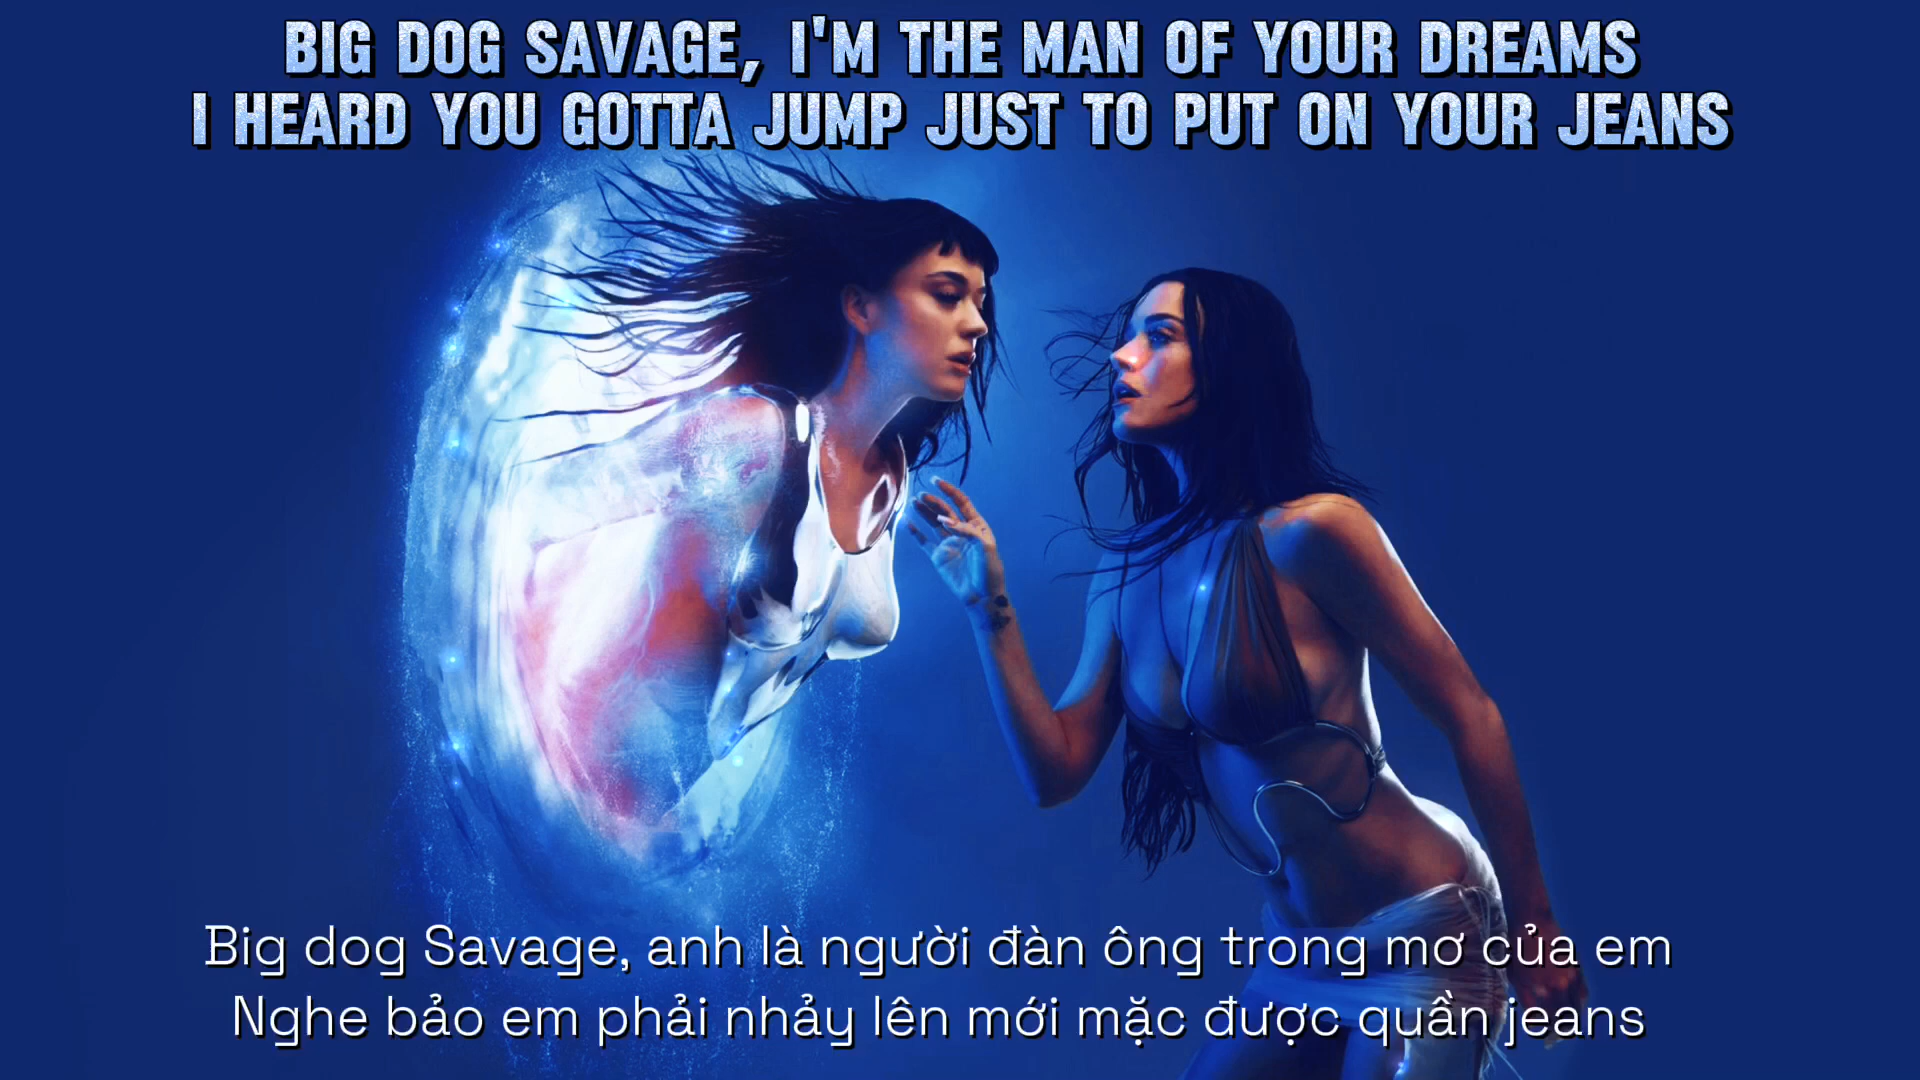 BIG DOG SAVAGE, I'M THE MAN OF YOUR DREAMS
I HEARD YOU GOTTA JUMP JUST TO PUT ON YOUR JEANS
Big dog Savage, anh là người đàn ông trong mơ của em
Nghe bảo em phải nhảy lên mới mặc được quần jeans